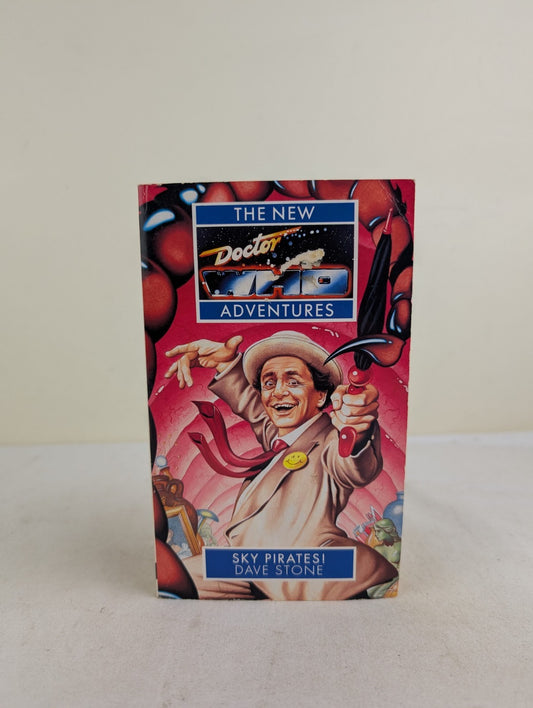 THE NEW
Doctor
WHO
ADVENTURES
SKY PIRATES!
DAVE STONE